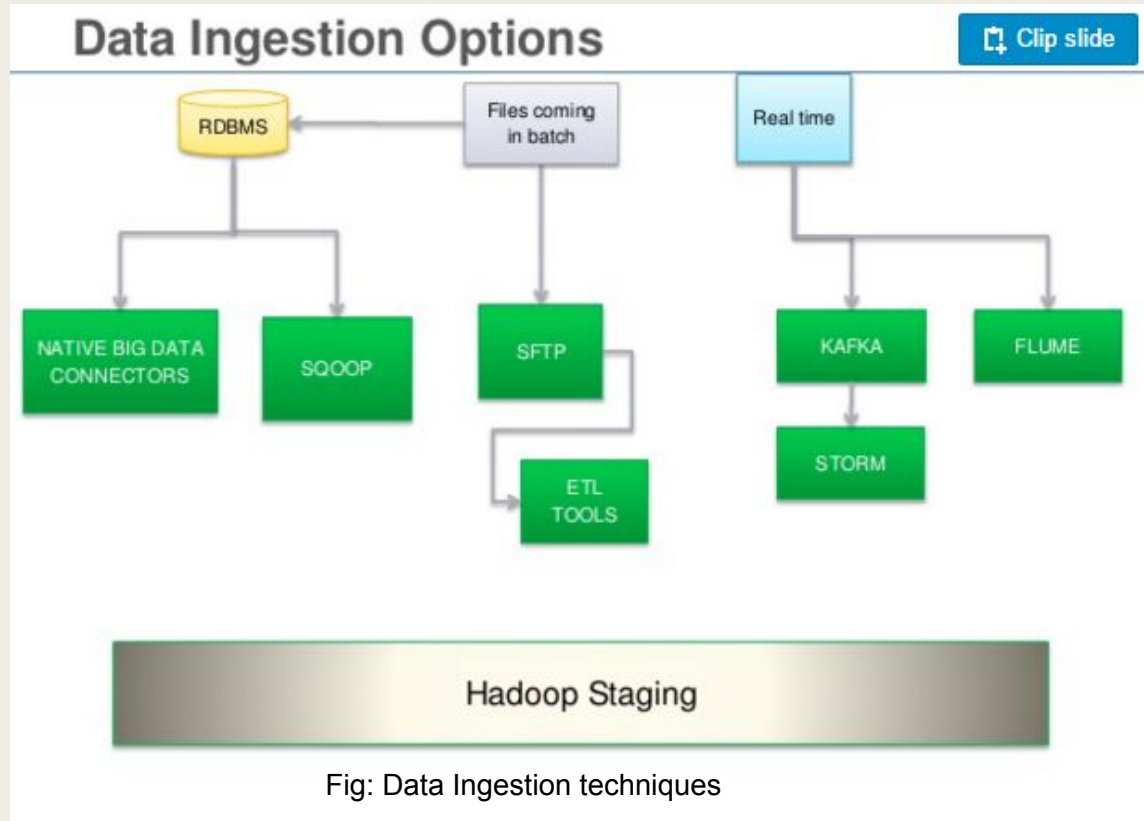 Data Ingestion Options
Clip slide
RDBMS
Files coming
in batch
Real time
NATIVE BIG DATA
CONNECTORS
SQOOP
SFTP
KAFKA
FLUME
ETL
TOOLS
STORM
Hadoop Staging
Fig: Data Ingestion techniques